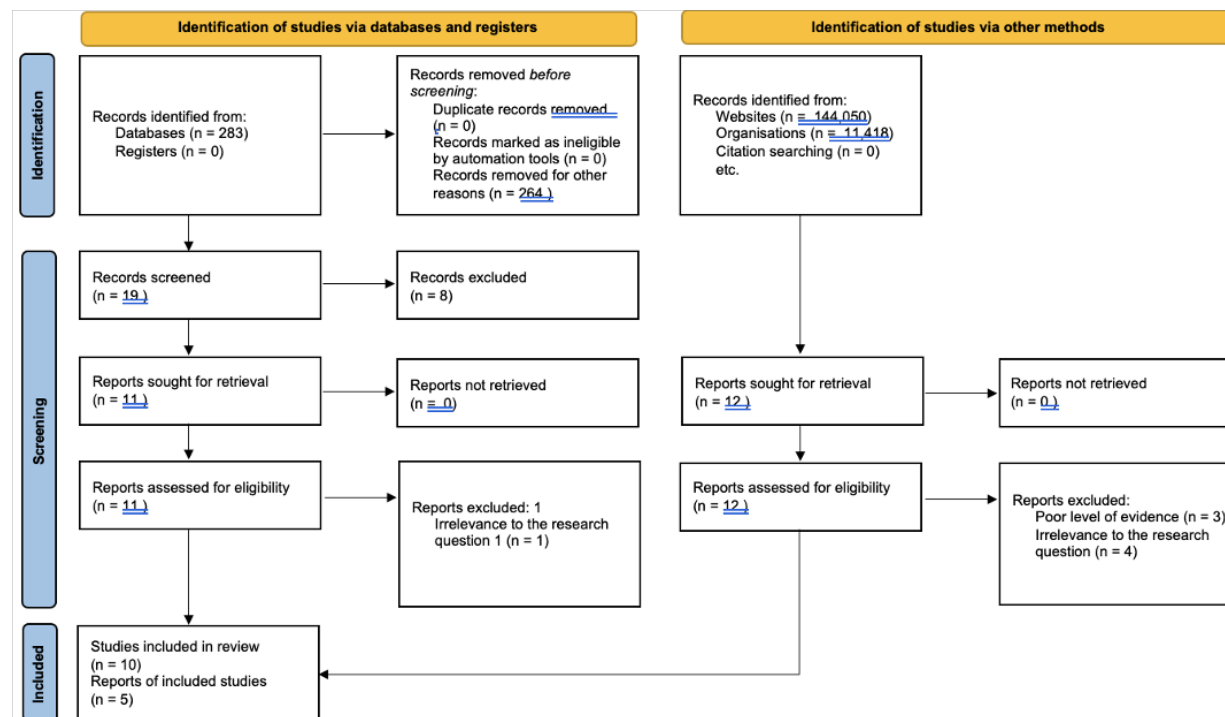 Identification of studies via databases and registers
Identification of studies via other methods
Identification
Records identified from:
Databases (n = 283)
Registers (n = 0)
Records removed before
screening:
Duplicate records removed
(n = 0)
Records marked as ineligible
by automation tools (n = 0)
Records removed for other
reasons (n = 264 )
Records identified from:
Websites (n = 144,050)
Organisations (n = 11,418)
Citation searching (n = 0)
etc.
Screening
Records screened
(n = 19 )
Records excluded
(n = 8)
Reports sought for retrieval
(n = 11 )
Reports not retrieved
(n = 0)
Reports sought for retrieval
(n = 12 )
Reports not retrieved
(n = 0 )
Reports assessed for eligibility
(n = 11 )
Reports excluded: 1
Irrelevance to the research
question 1 (n = 1)
Reports assessed for eligibility
(n = 12 )
Reports excluded:
Poor level of evidence (n = 3)
Irrelevance to the research
question (n = 4)
Included
Studies included in review
(n = 10)
Reports of included studies
(n = 5)